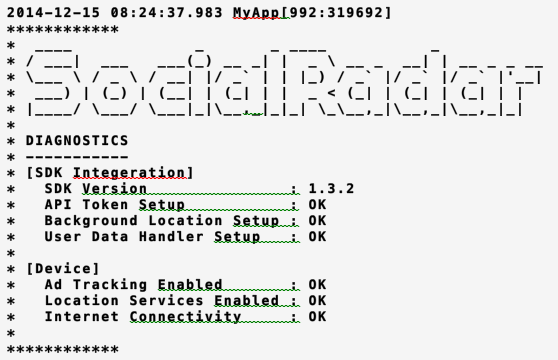 2014-12-15 08:24:37.983 MyApp[992:319692]
************
* SocialRadar
*
* DIAGNOSTICS
* -----------
* [SDK Integeration]
*   SDK Version                : 1.3.2
*   API Token Setup            : OK
*   Background Location Setup  : OK
*   User Data Handler Setup    : OK
*
* [Device]
*   Ad Tracking Enabled        : OK
*   Location Services Enabled  : OK
*   Internet Connectivity      : OK
*
************